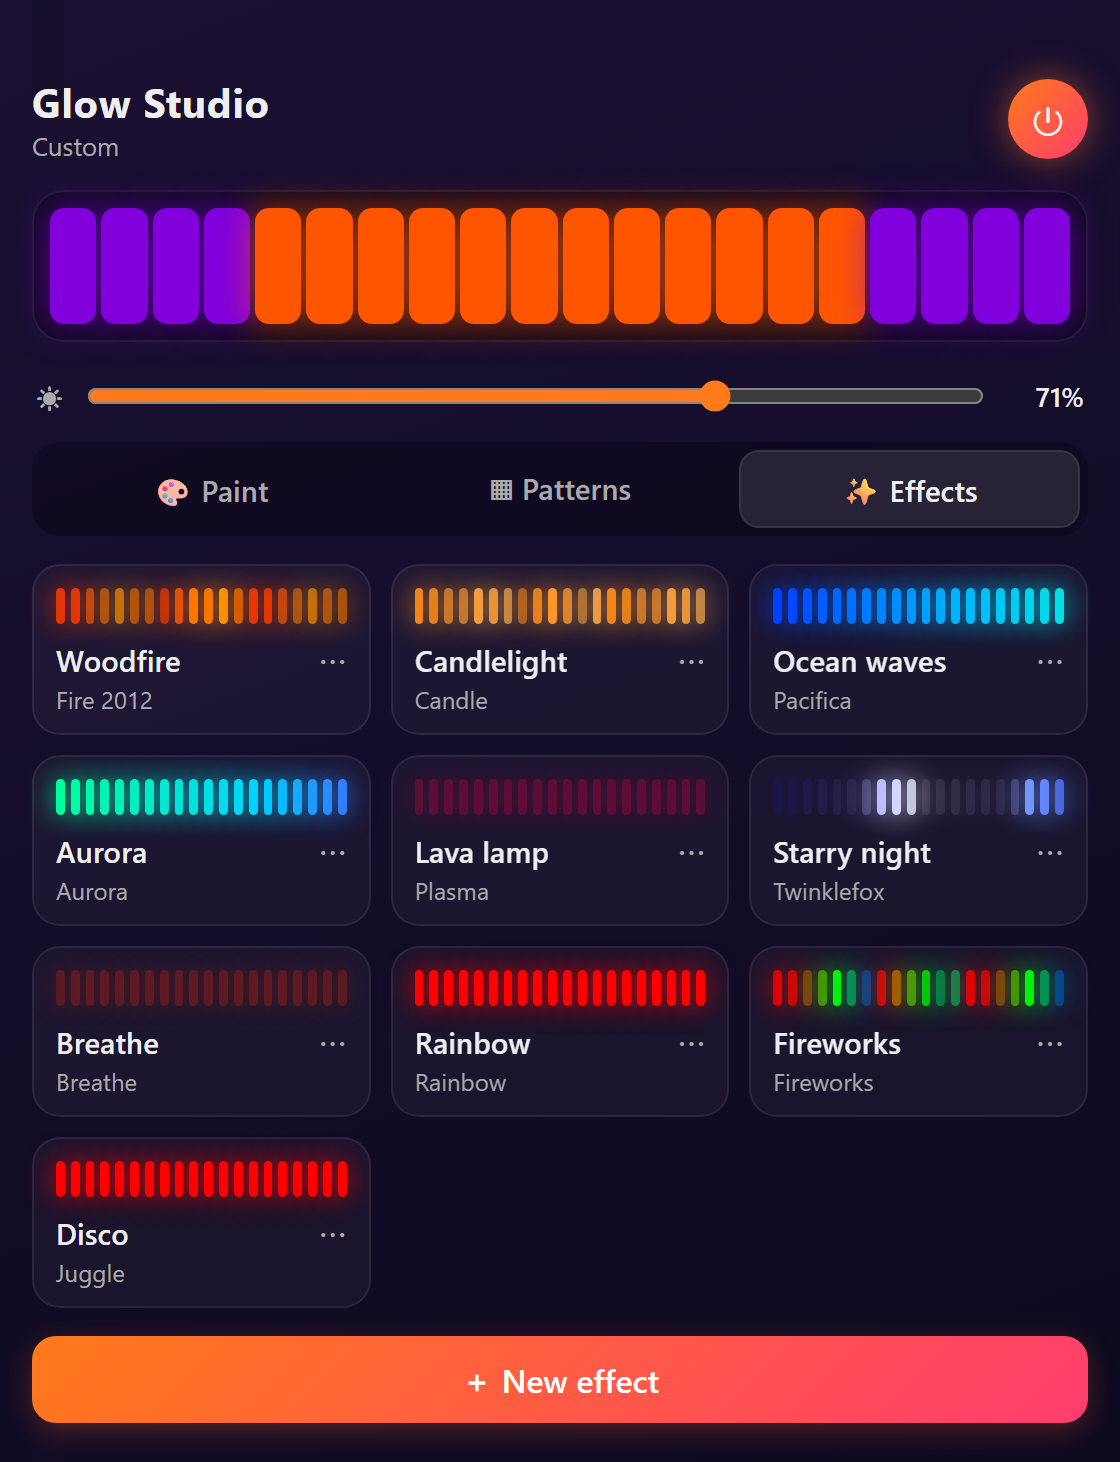 Glow Studio
Custom
71%
Paint
Patterns
Effects
Woodfire ...
Fire 2012
Candlelight ...
Candle
Ocean waves ...
Pacifica
Aurora ...
Aurora
Lava lamp ...
Plasma
Starry night ...
Twinklefox
Breathe ...
Breathe
Rainbow ...
Rainbow
Fireworks ...
Fireworks
Disco ...
Juggle
+ New effect